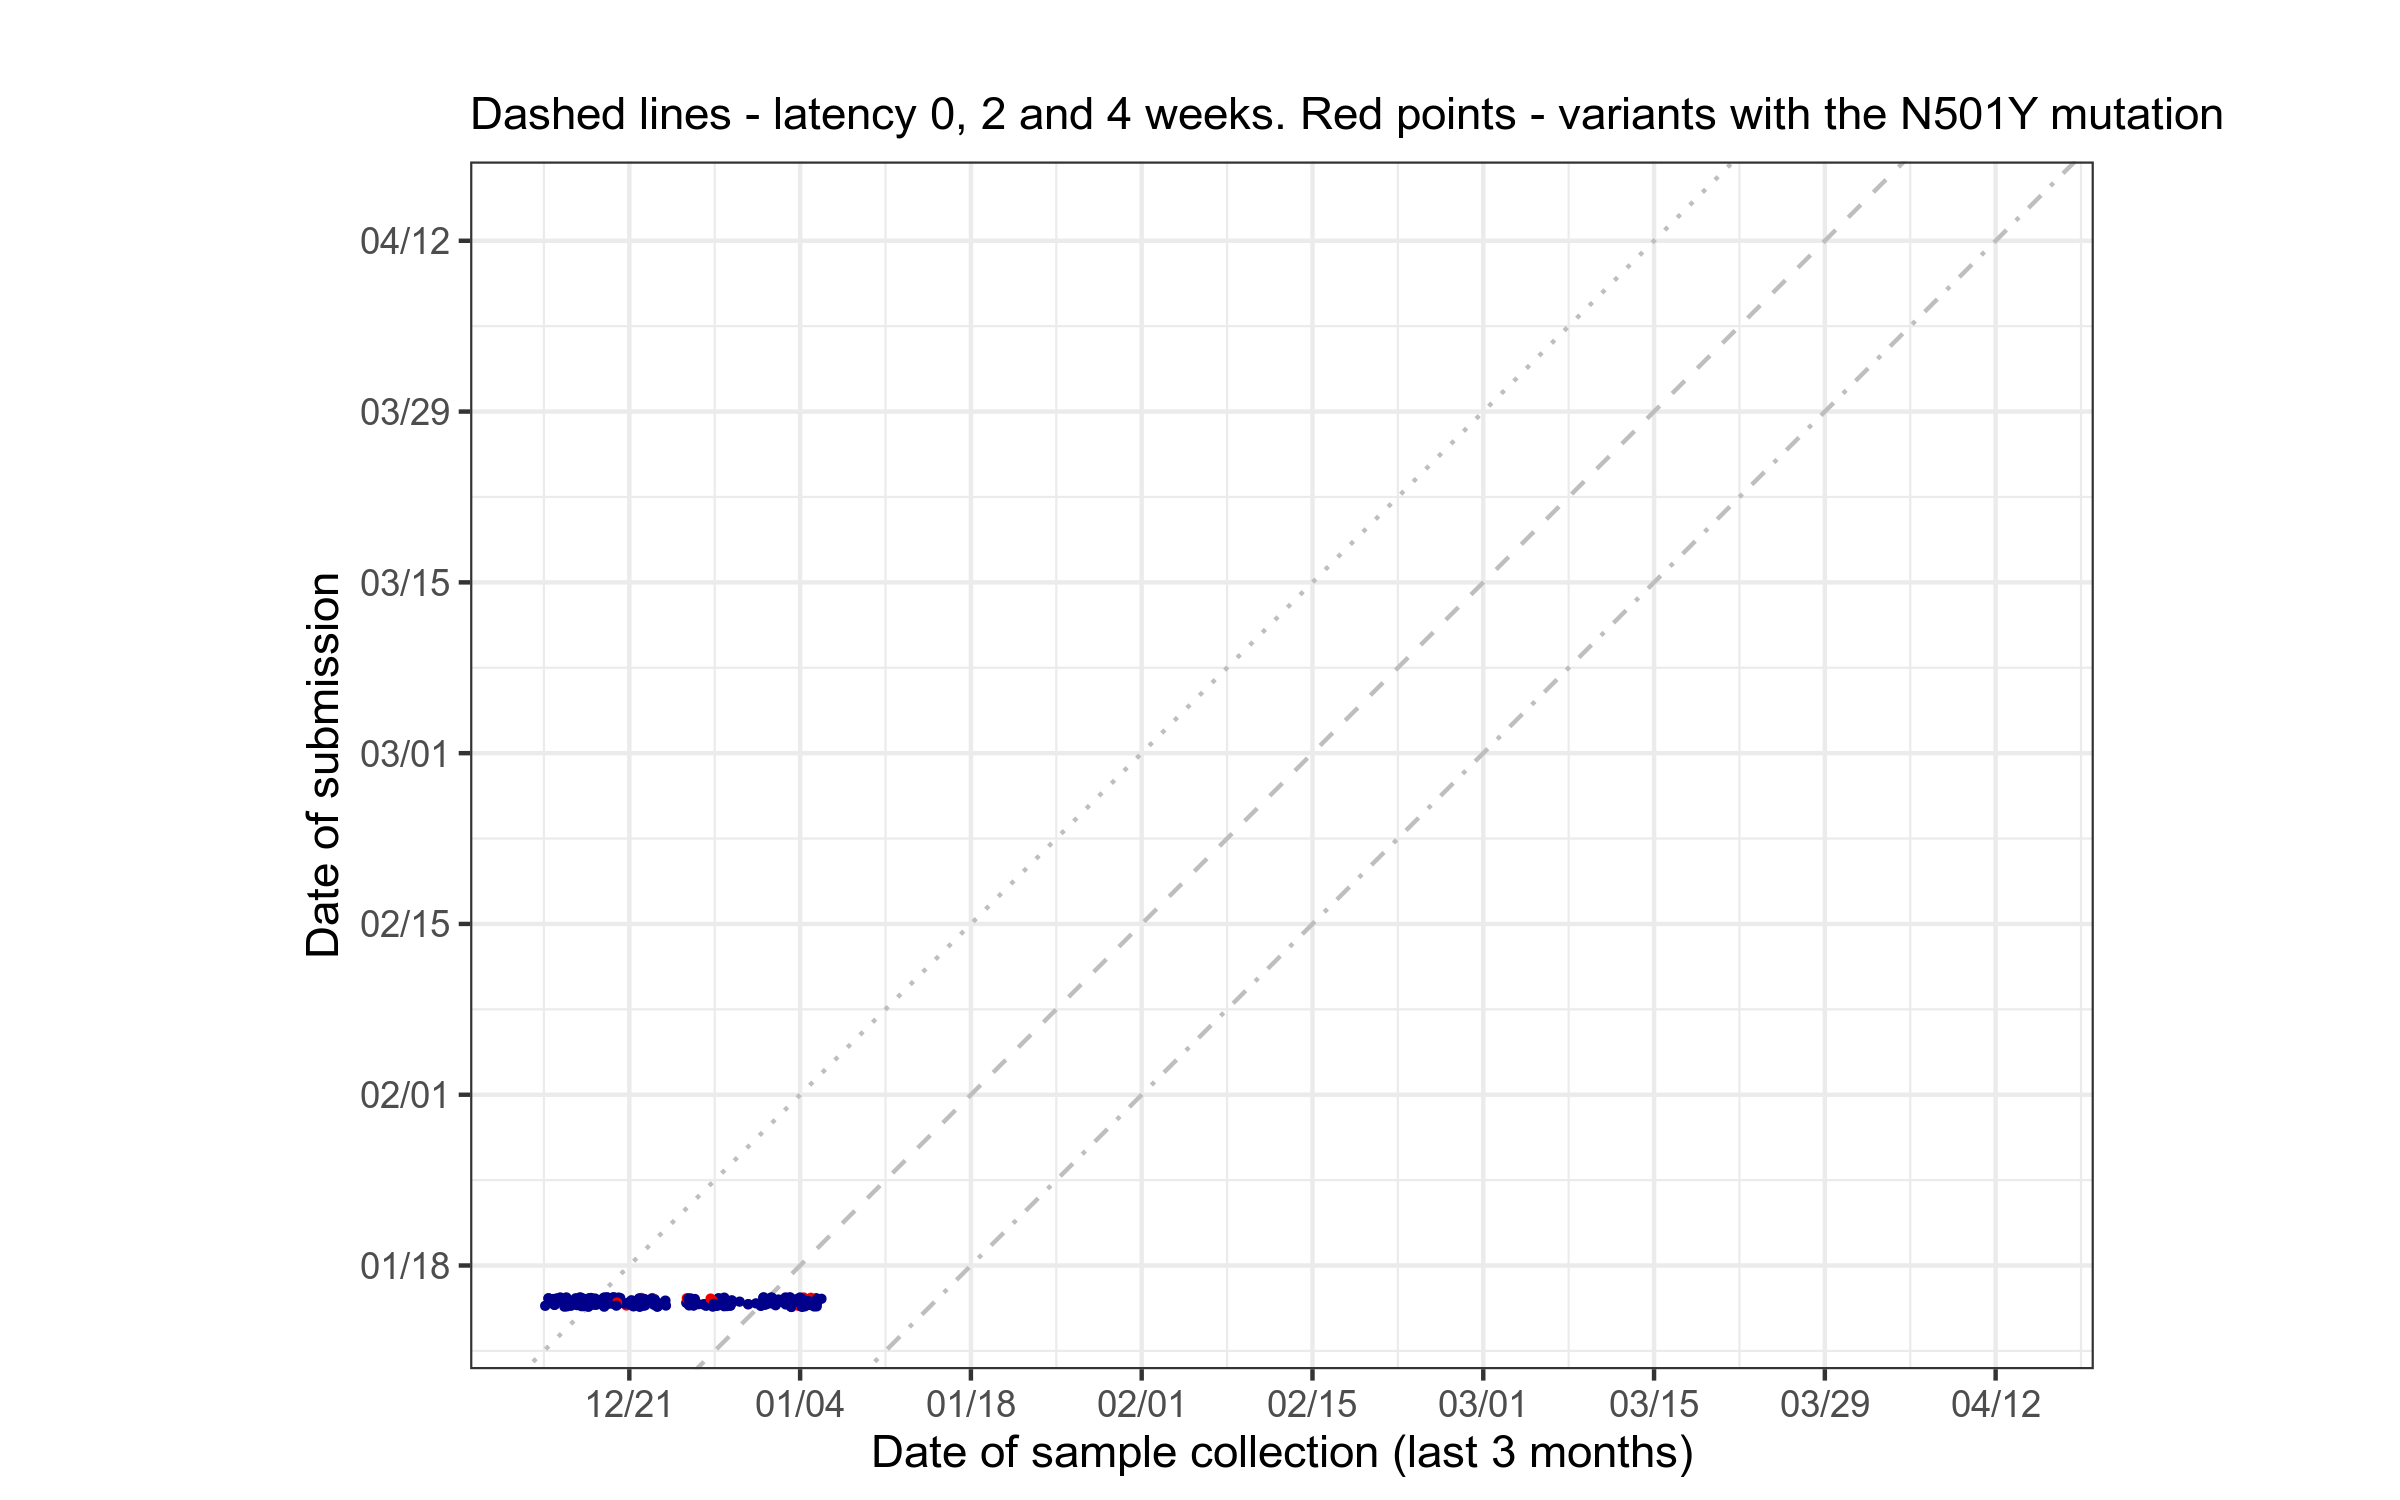 Dashed lines - latency 0, 2 and 4 weeks. Red points - variants with the N501Y mutation
Date of submission
04/12
03/29
03/15
03/01
02/15
02/01
01/18
12/21 01/04 01/18 02/01 02/15 03/01 03/15 03/29 04/12
Date of sample collection (last 3 months)